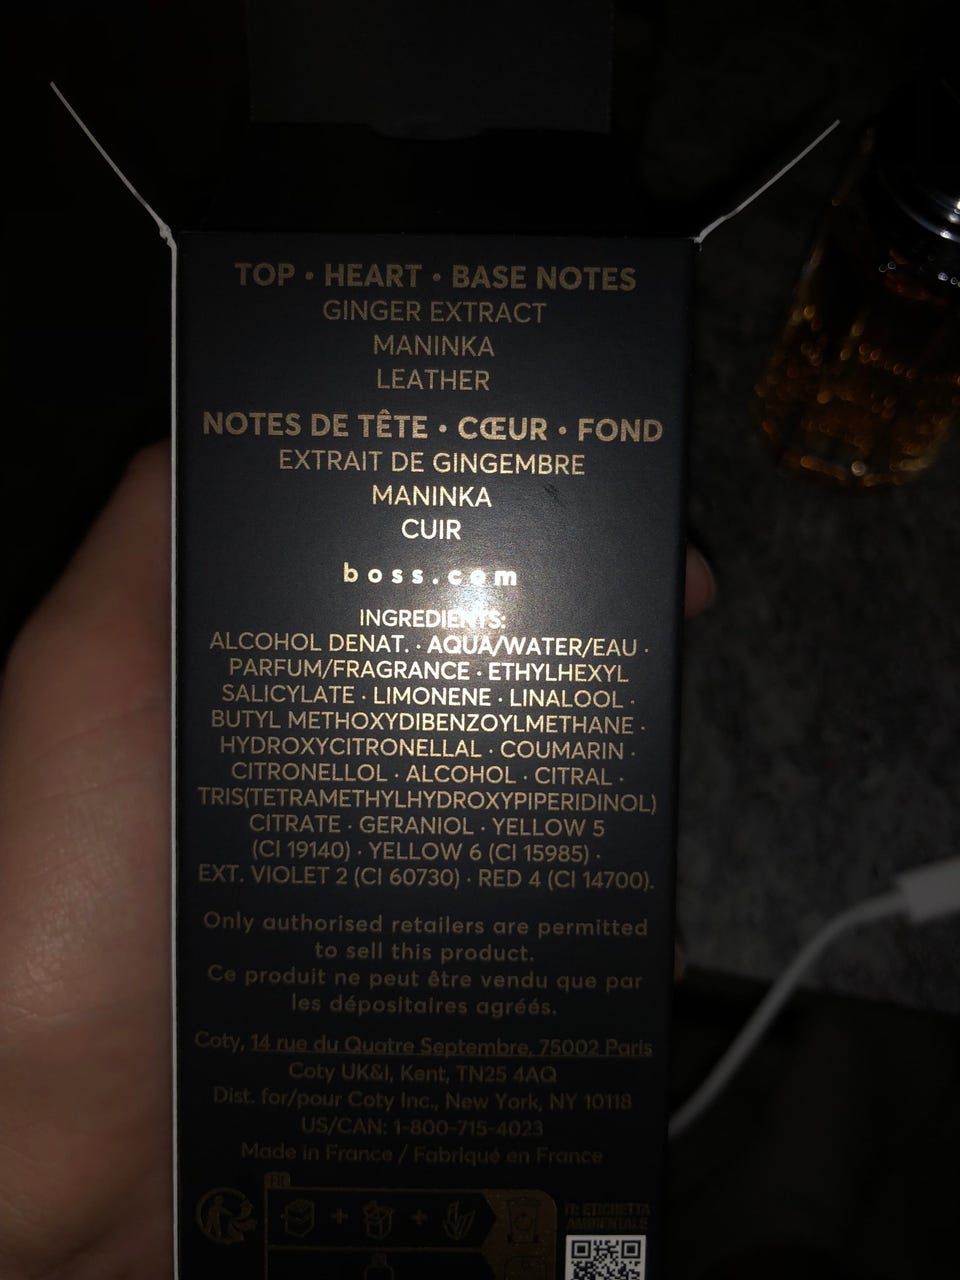 TOP • HEART • BASE NOTES
GINGER EXTRACT
MANINKA
LEATHER
NOTES DE TÊTE • CŒUR • FOND
EXTRAIT DE GINGEMBRE
MANINKA
CUIR
boss.com
INGREDIENTS:
ALCOHOL DENAT. · AQUA/WATER/EAU ·
PARFUM/FRAGRANCE · ETHYLHEXYL
SALICYLATE · LIMONENE · LINALOOL ·
BUTYL METHOXYDIBENZOYLMETHANE ·
HYDROXYCITRONELLAL · COUMARIN ·
CITRONELLOL · ALCOHOL · CITRAL ·
TRIS(TETRAMETHYLHYDROXYPIPERIDINOL)
CITRATE · GERANIOL · YELLOW 5
(CI 19140) · YELLOW 6 (CI 15985) ·
EXT. VIOLET 2 (CI 60730) · RED 4 (CI 14700).
Only authorised retailers are permitted
to sell this product.
Ce produit ne peut être vendu que par
les dépositaires agréés.
Coty, 14 rue du Quatre Septembre, 75002 Paris
Coty UK&I, Kent, TN25 4AQ
Dist. for/pour Coty Inc., New York, NY 10118
US/CAN: 1-800-715-4023
Made in France / Fabriqué en France
FR
IT: ETICHETTA
AMBIENTALE